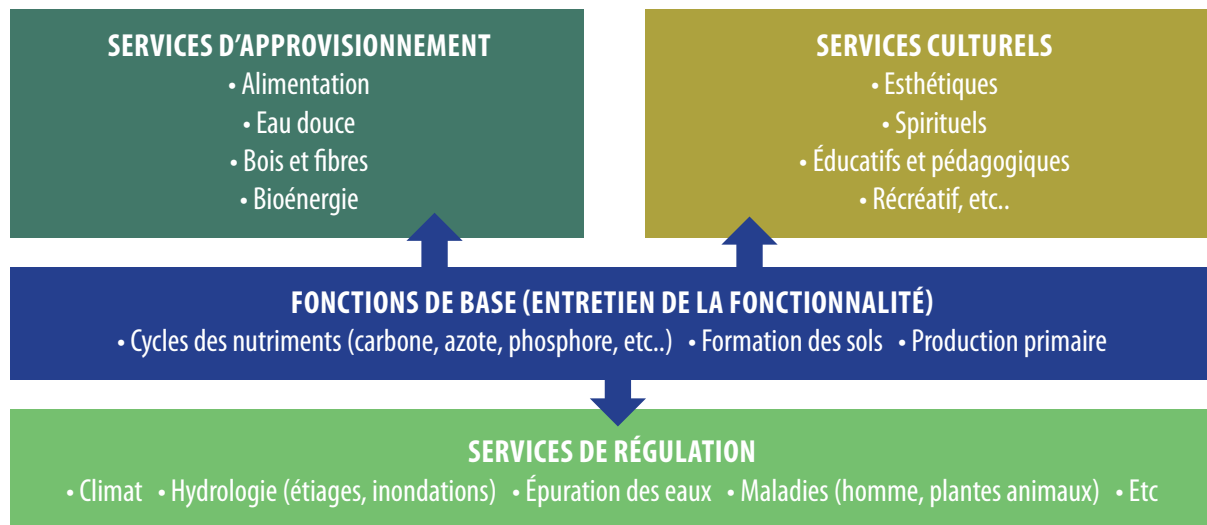 SERVICES D'APPROVISIONNEMENT
• Alimentation
• Eau douce
• Bois et fibres
• Bioénergie
SERVICES CULTURELS
• Esthétiques
• Spirituels
• Éducatifs et pédagogiques
• Récréatif, etc..
FONCTIONS DE BASE (ENTRETIEN DE LA FONCTIONNALITÉ)
• Cycles des nutriments (carbone, azote, phosphore, etc..) • Formation des sols • Production primaire
SERVICES DE RÉGULATION
• Climat • Hydrologie (étiages, inondations) • Épuration des eaux • Maladies (homme, plantes animaux) • Etc